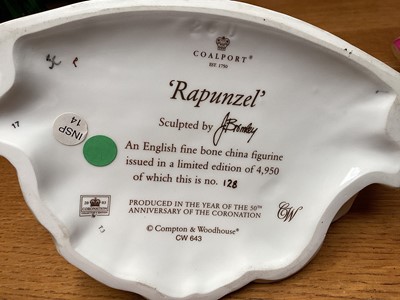 COALPORT®
EST. 1750
'Rapunzel'
Sculpted by J Bromley
INSP
14
17
An English fine bone china figurine
issued in a limited edition of 4,950
of which this is no. 128
PRODUCED IN THE YEAR OF THE 50TH
ANNIVERSARY OF THE CORONATION
CW
© Compton & Woodhouse®
CW 643
13